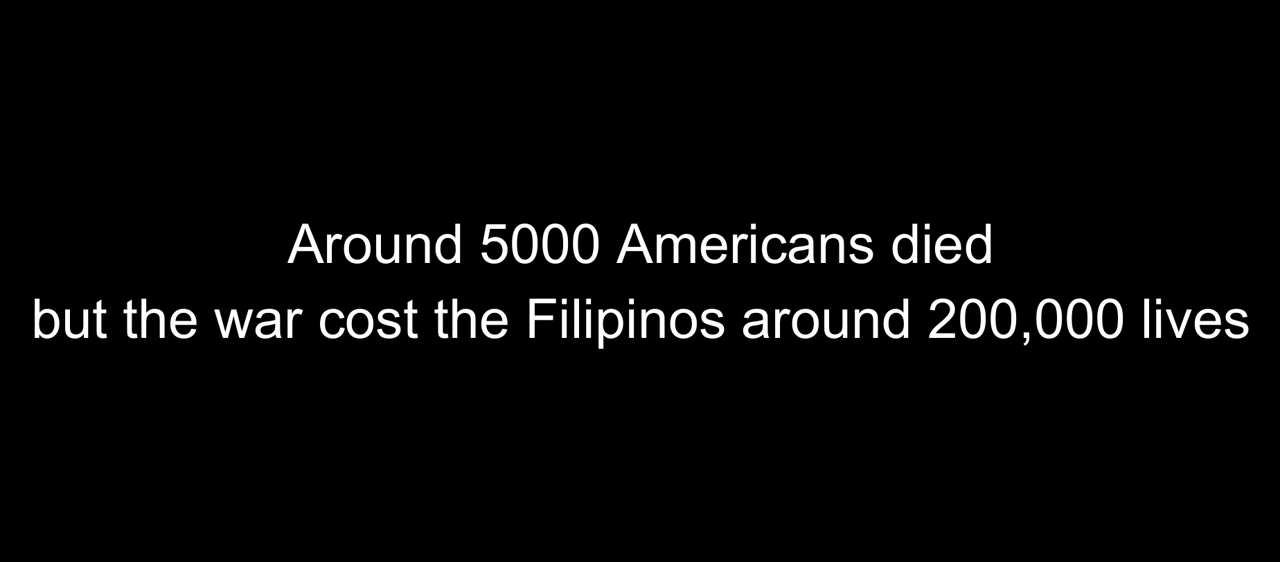 Around 5000 Americans died
but the war cost the Filipinos around 200,000 lives